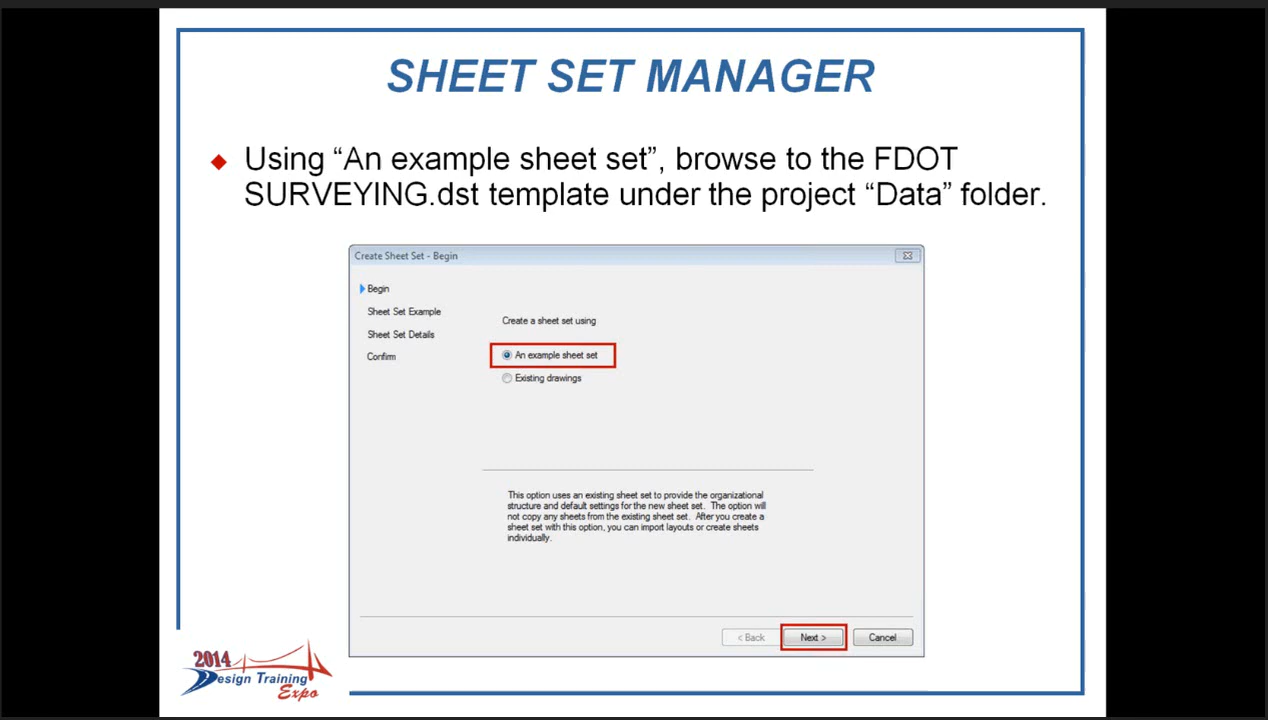 SHEET SET MANAGER
Using “An example sheet set”, browse to the FDOT
SURVEYING.dst template under the project “Data” folder.
Create Sheet Set - Begin
Begin
Sheet Set Example
Sheet Set Details
Confirm
Create a sheet set using
An example sheet set
Existing drawings
This option uses an existing sheet set to provide the organizational
structure and default settings for the new sheet set. The option will
not copy any sheets from the existing sheet set. After you create a
sheet set with this option, you can import layouts or create sheets
individually.
< Back
Next >
Cancel
2014
Design Training
Expo